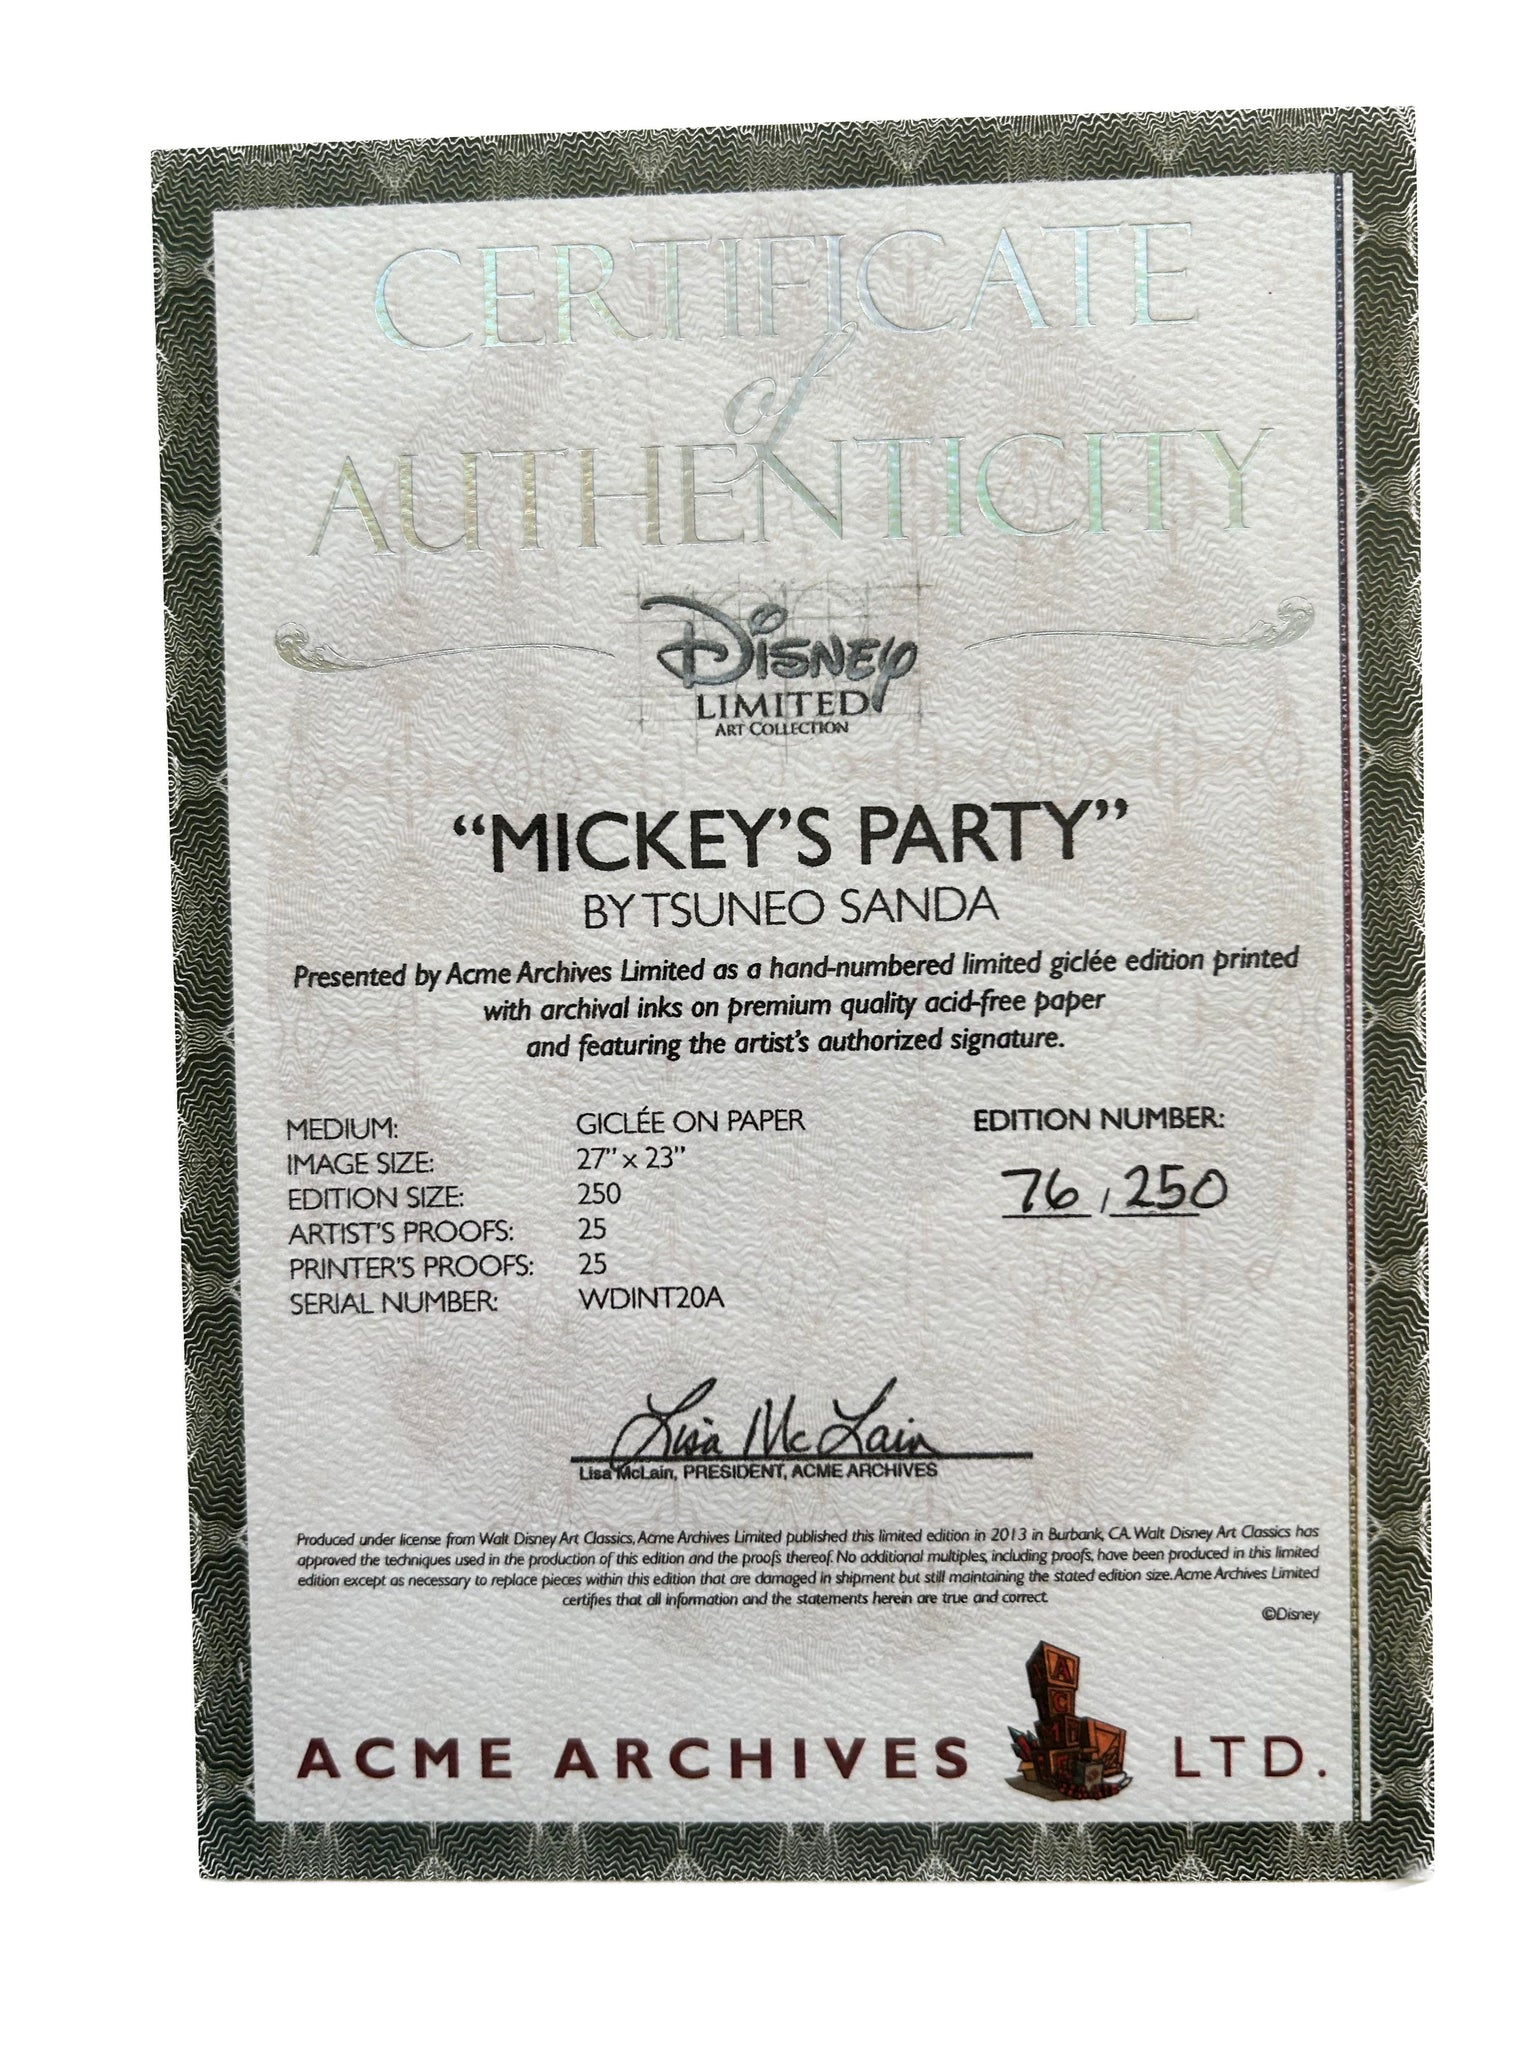 CERTIFICATE
of
AUTHENTICITY
DISNEY
LIMITED
ART COLLECTION
“MICKEY’S PARTY”
BY TSUNEO SANDA
Presented by Acme Archives Limited as a hand-numbered limited giclée edition printed
with archival inks on premium quality acid-free paper
and featuring the artist’s authorized signature.
MEDIUM: GICLÉE ON PAPER
IMAGE SIZE: 27” x 23”
EDITION SIZE: 250
ARTIST’S PROOFS: 25
PRINTER’S PROOFS: 25
SERIAL NUMBER: WDINT20A
EDITION NUMBER:
76 / 250
Lisa McLain
Lisa McLain, PRESIDENT, ACME ARCHIVES
Produced under license from Walt Disney Art Classics, Acme Archives Limited published this limited edition in 2013 in Burbank, CA. Walt Disney Art Classics has
approved the techniques used in the production of this edition and the proofs thereof. No additional multiples, including proofs, have been produced in this limited
edition except as necessary to replace pieces within this edition that are damaged in shipment but still maintaining the stated edition size. Acme Archives Limited
certifies that all information and the statements herein are true and correct.
©Disney
ACME ARCHIVES LTD.